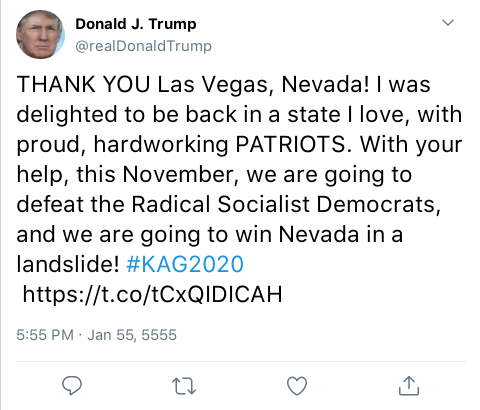 Donald J. Trump
@realDonaldTrump
THANK YOU Las Vegas, Nevada! I was
delighted to be back in a state I love, with
proud, hardworking PATRIOTS. With your
help, this November, we are going to
defeat the Radical Socialist Democrats,
and we are going to win Nevada in a
landslide! #KAG2020
https://t.co/tCxQIDICAH
5:55 PM · Jan 55, 5555